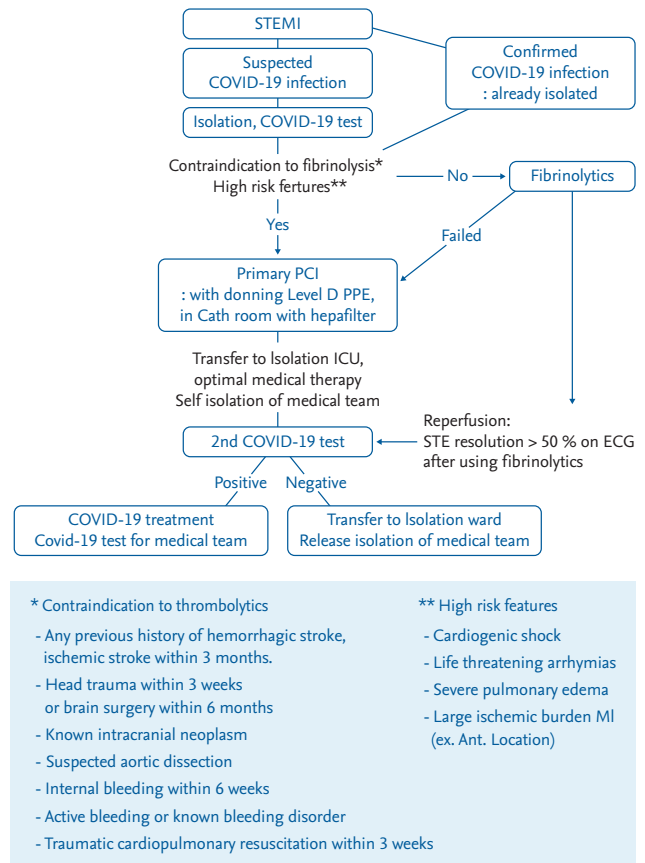 STEMI
Suspected
COVID-19 infection
Confirmed
COVID-19 infection
: already isolated
Isolation, COVID-19 test
Contraindication to fibrinolysis*
High risk fertures**
No
Fibrinolytics
Yes
Failed
Primary PCI
: with donning Level D PPE,
in Cath room with hepafilter
Transfer to Isolation ICU,
optimal medical therapy
Self isolation of medical team
Reperfusion:
STE resolution > 50 % on ECG
after using fibrinolytics
2nd COVID-19 test
Positive
Negative
COVID-19 treatment
Covid-19 test for medical team
Transfer to Isolation ward
Release isolation of medical team
* Contraindication to thrombolytics
- Any previous history of hemorrhagic stroke,
ischemic stroke within 3 months.
- Head trauma within 3 weeks
or brain surgery within 6 months
- Known intracranial neoplasm
- Suspected aortic dissection
- Internal bleeding within 6 weeks
- Active bleeding or known bleeding disorder
- Traumatic cardiopulmonary resuscitation within 3 weeks
** High risk features
- Cardiogenic shock
- Life threatening arrhymias
- Severe pulmonary edema
- Large ischemic burden MI
(ex. Ant. Location)